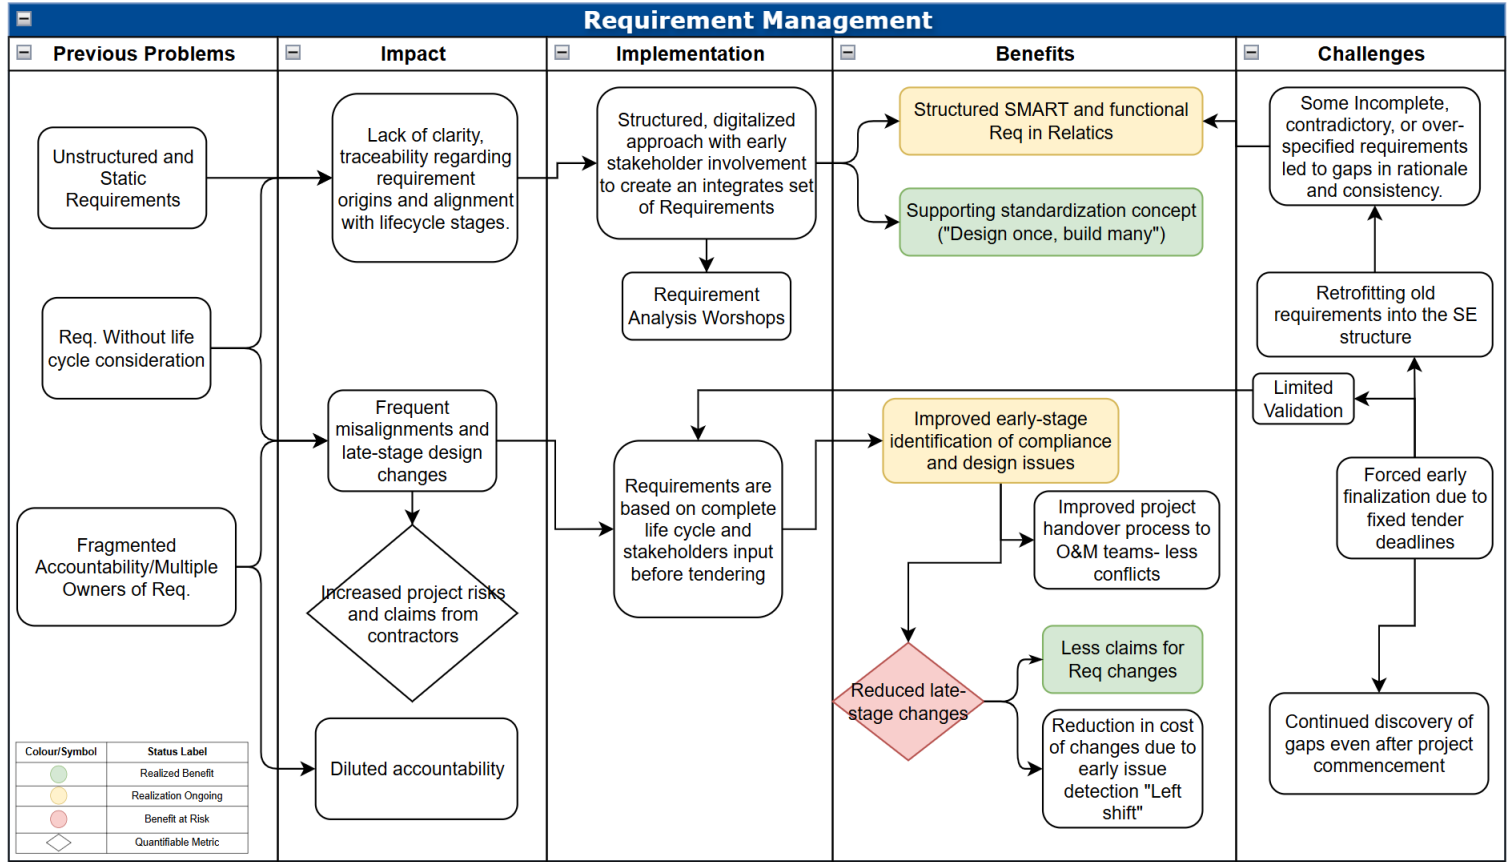 Requirement Management
Previous Problems
Impact
Implementation
Benefits
Challenges
Unstructured and
Static
Requirements
Req. Without life
cycle consideration
Fragmented
Accountability/Multiple
Owners of Req.
Colour/Symbol
Status Label
Realized Benefit
Realization Ongoing
Benefit at Risk
Quantifiable Metric
Lack of clarity,
traceability regarding
requirement
origins and alignment
with lifecycle stages.
Frequent
misalignments and
late-stage design
changes
Increased project risks
and claims from
contractors
Diluted accountability
Structured, digitalized
approach with early
stakeholder involvement
to create an integrates set
of Requirements
Requirement
Analysis Worshops
Requirements are
based on complete
life cycle and
stakeholders input
before tendering
Structured SMART and functional
Req in Relatics
Supporting standardization concept
("Design once, build many")
Improved early-stage
identification of compliance
and design issues
Improved project
handover process to
O&M teams- less
conflicts
Reduced late-
stage changes
Less claims for
Req changes
Reduction in cost
of changes due to
early issue
detection "Left
shift"
Some Incomplete,
contradictory, or over-
specified requirements
led to gaps in rationale
and consistency.
Retrofitting old
requirements into the SE
structure
Limited
Validation
Forced early
finalization due to
fixed tender
deadlines
Continued discovery of
gaps even after project
commencement